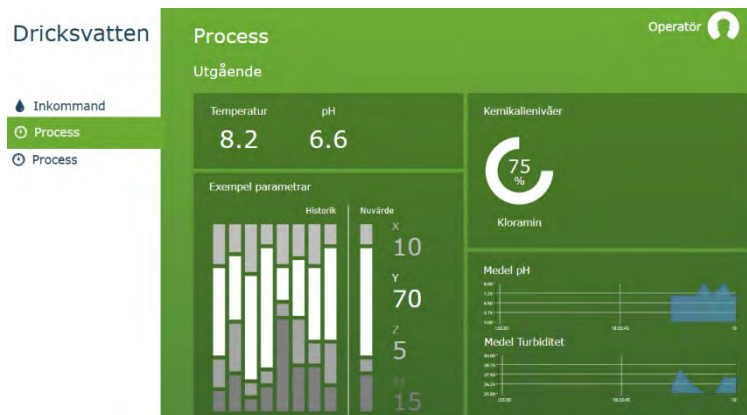 Dricksvatten
Inkommand
Process
Process
Process
Operatör
Utgående
Temperatur pH
8.2 6.6
Exempel parametrar
Historik Nuvärde
X
10
Y
70
Z
5
15
Kemikalienivåer
75
%
Kloramin
Medel pH
Medel Turbiditet